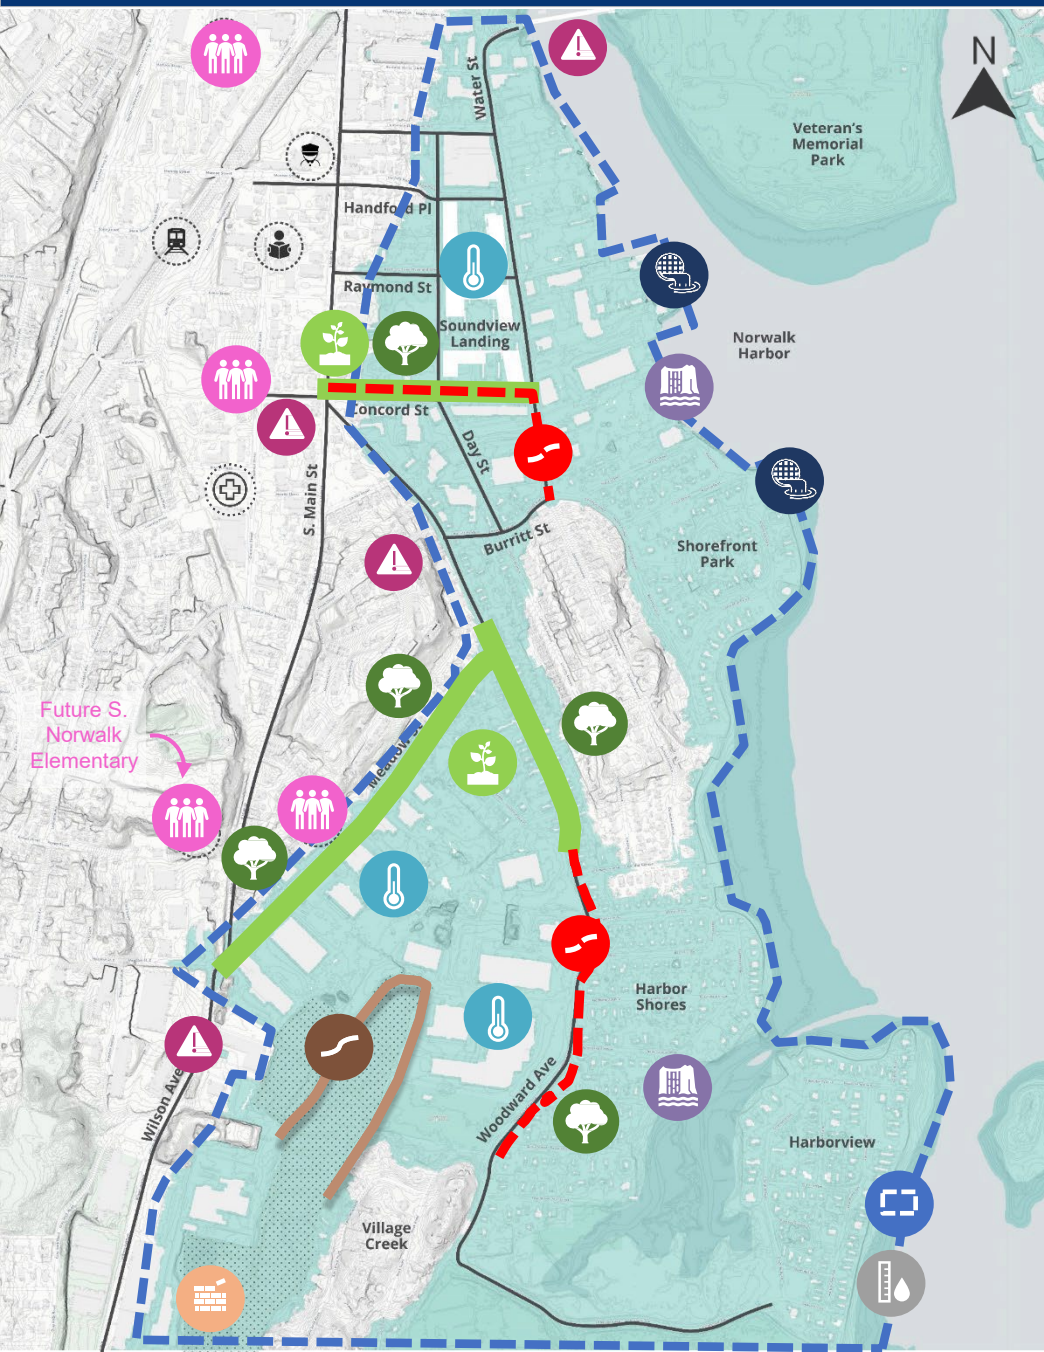 N
Water St
Veteran's
Memorial
Park
Handford Pl
Raymond St
Soundview
Landing
Norwalk
Harbor
Concord St
Day St
S. Main St
Burritt St
Shorefront
Park
Future S.
Norwalk
Elementary
Meadow St
Harbor
Shores
Woodward Ave
Wilson Ave
Harborview
Village
Creek